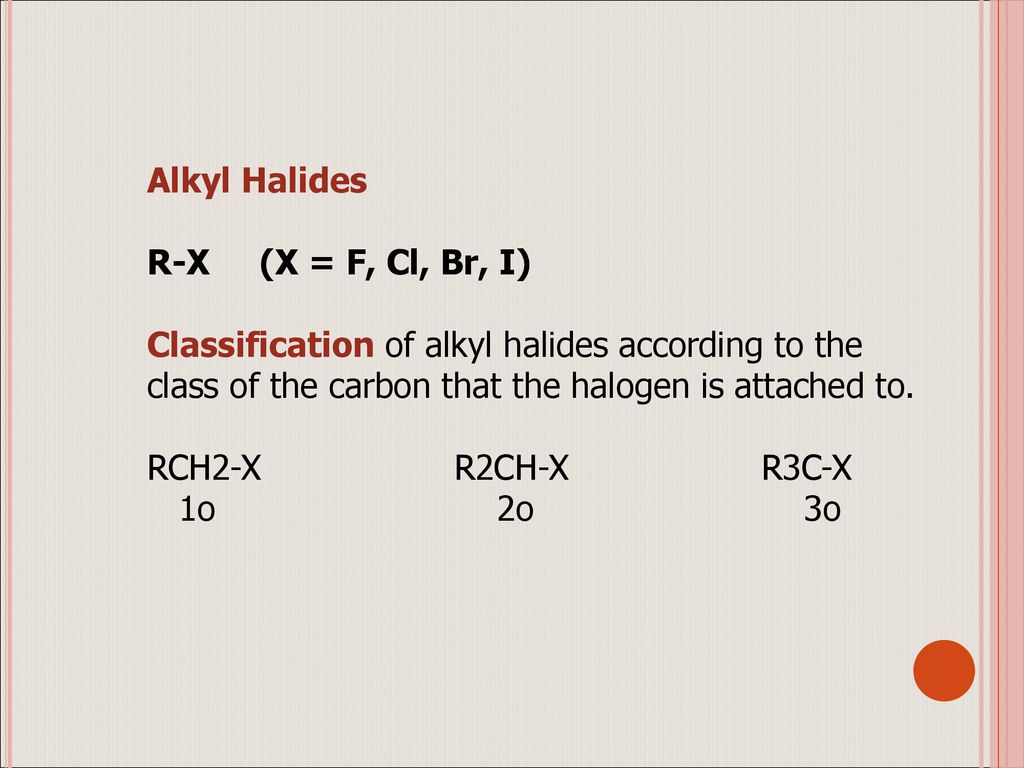 Alkyl Halides
R-X (X = F, Cl, Br, I)
Classification of alkyl halides according to the
class of the carbon that the halogen is attached to.
RCH2-X R2CH-X R3C-X
1o 2o 3o